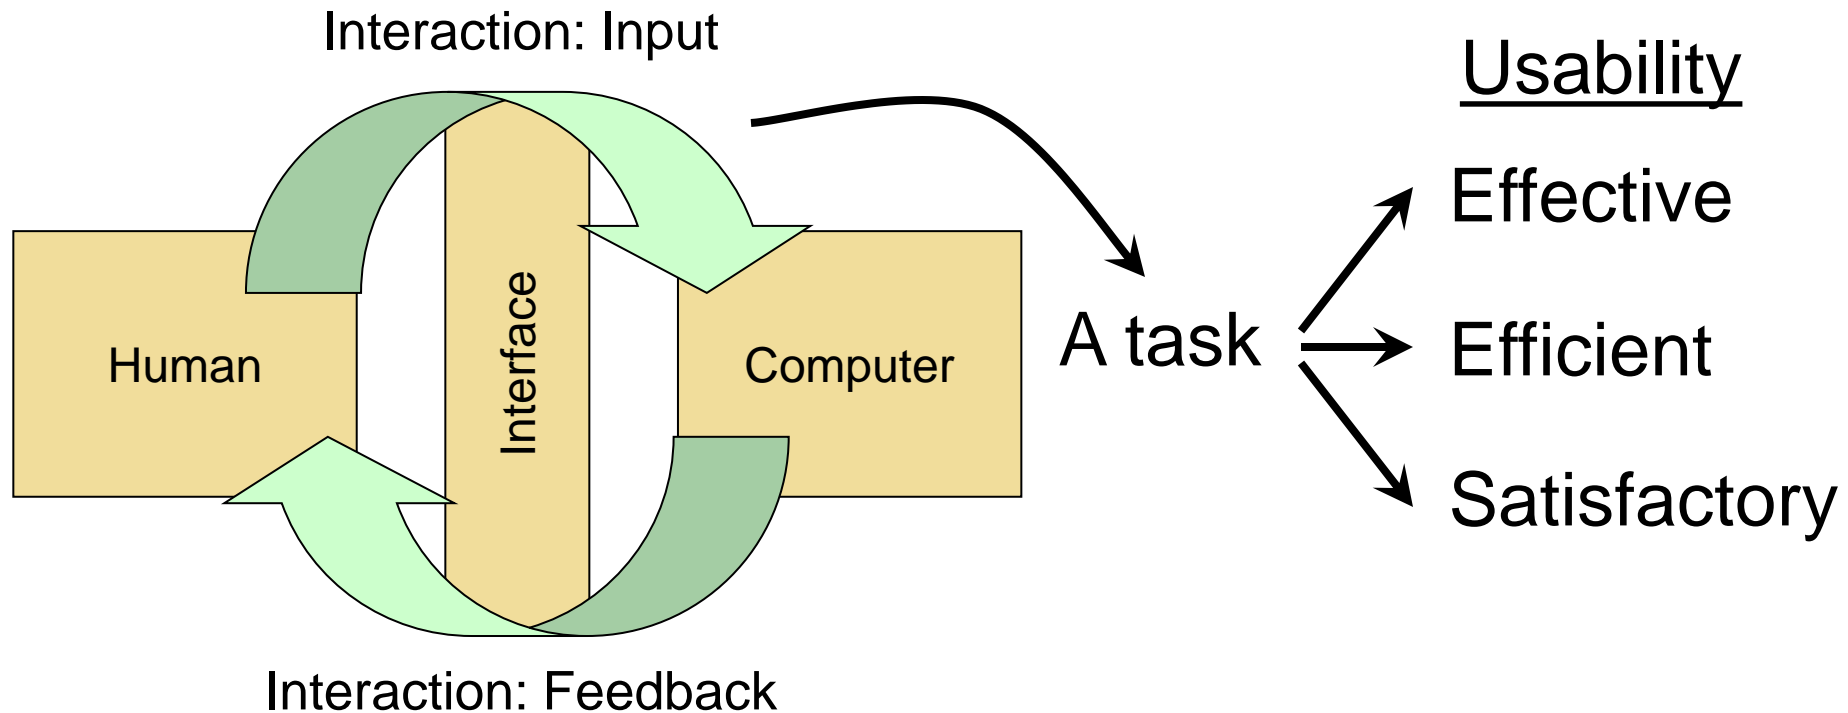 Interaction: Input
Usability
Effective
Human
Interface
Computer
A task
Efficient
Satisfactory
Interaction: Feedback